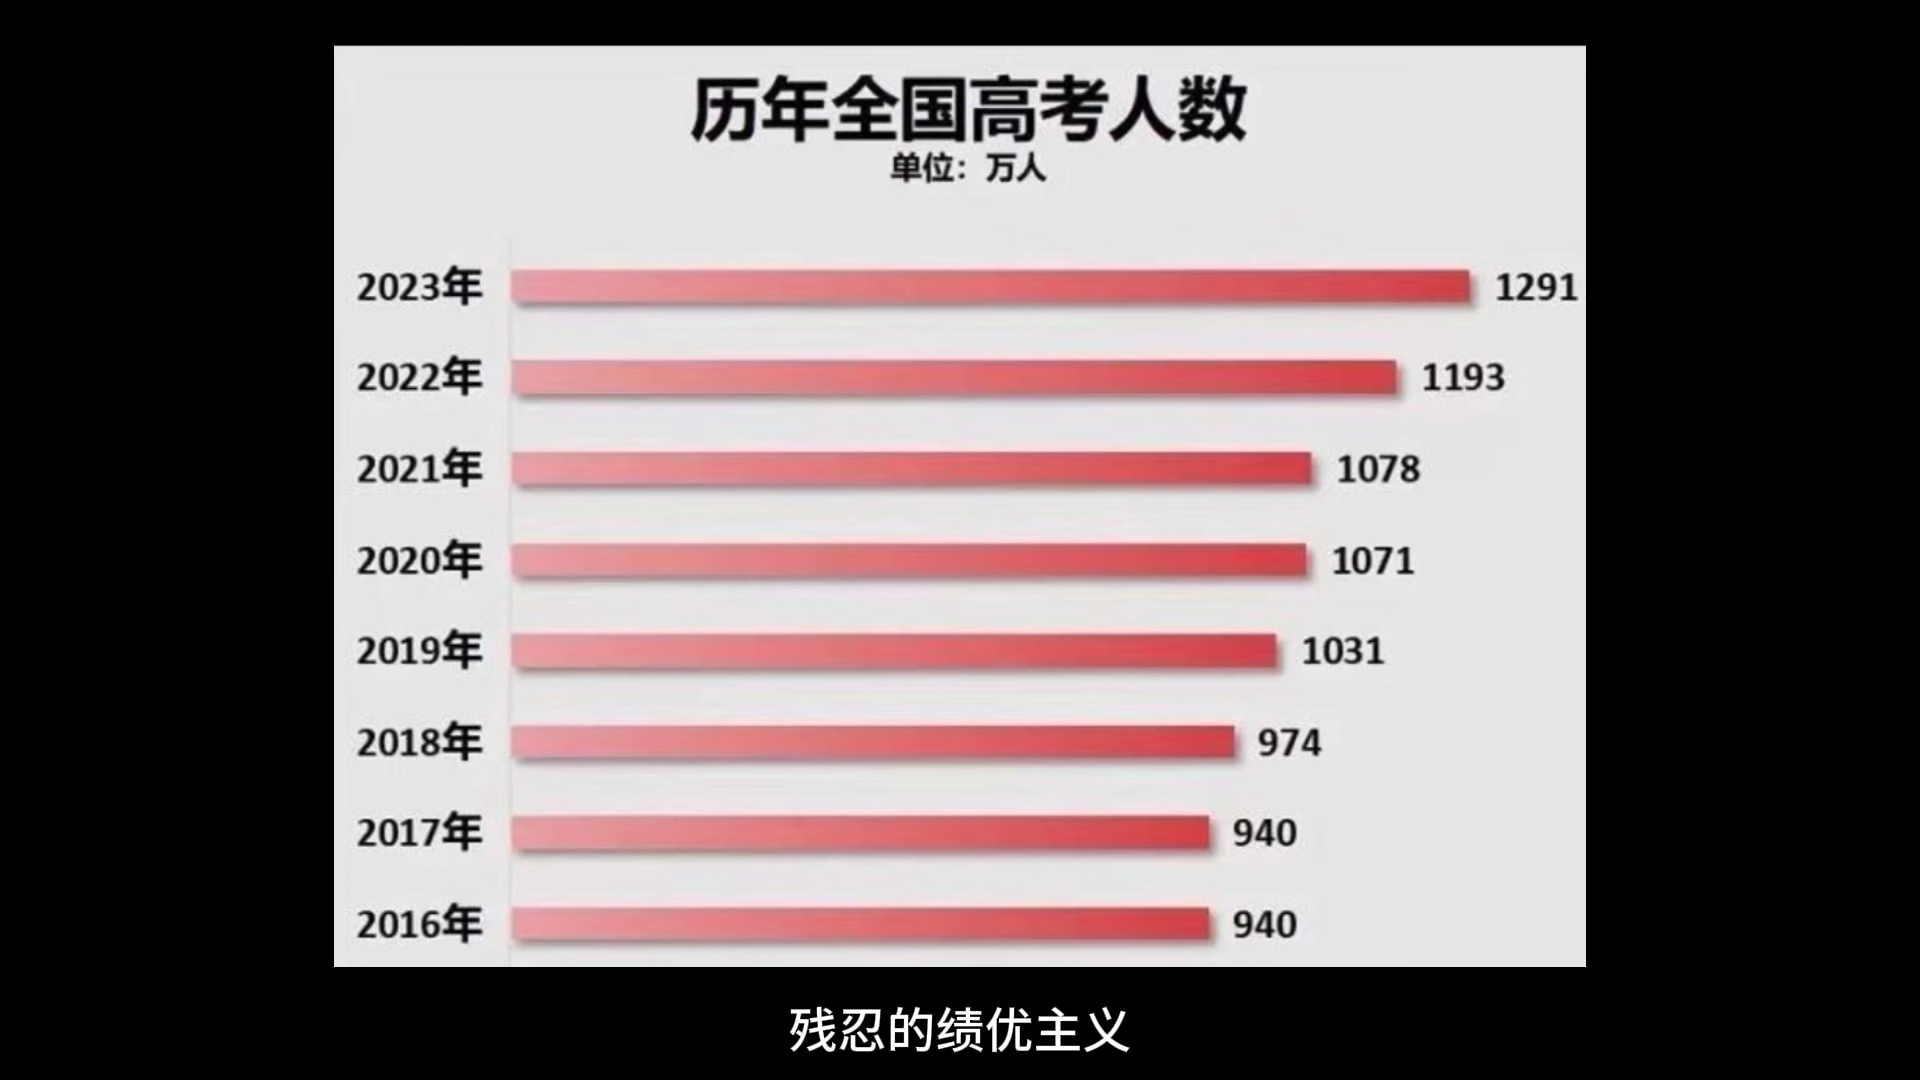 历年全国高考人数
单位：万人
2023年 1291
2022年 1193
2021年 1078
2020年 1071
2019年 1031
2018年 974
2017年 940
2016年 940
残忍的绩优主义